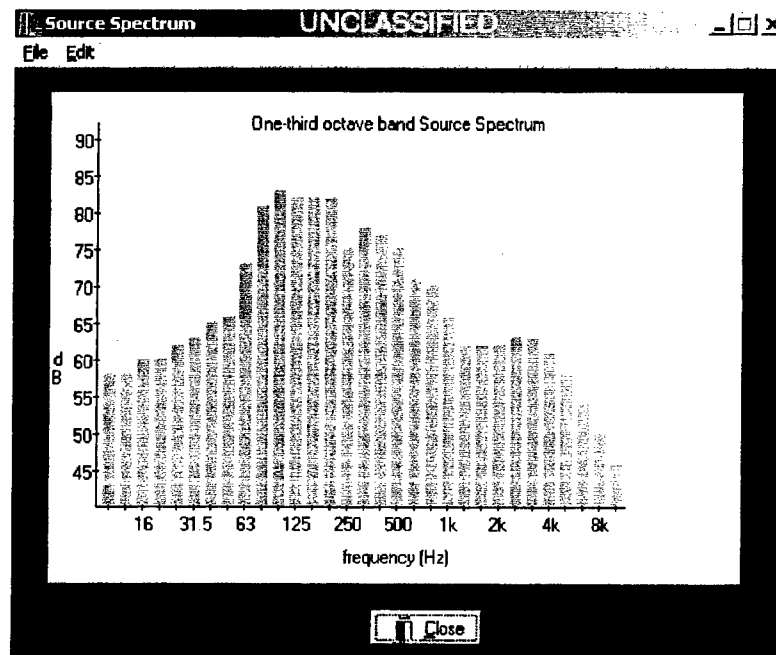 Source Spectrum UNCLASSIFIED
File Edit
One-third octave band Source Spectrum
90
85
80
75
70
65
60
55
50
45
d
B
16 31.5 63 125 250 500 1k 2k 4k 8k
frequency (Hz)
Close